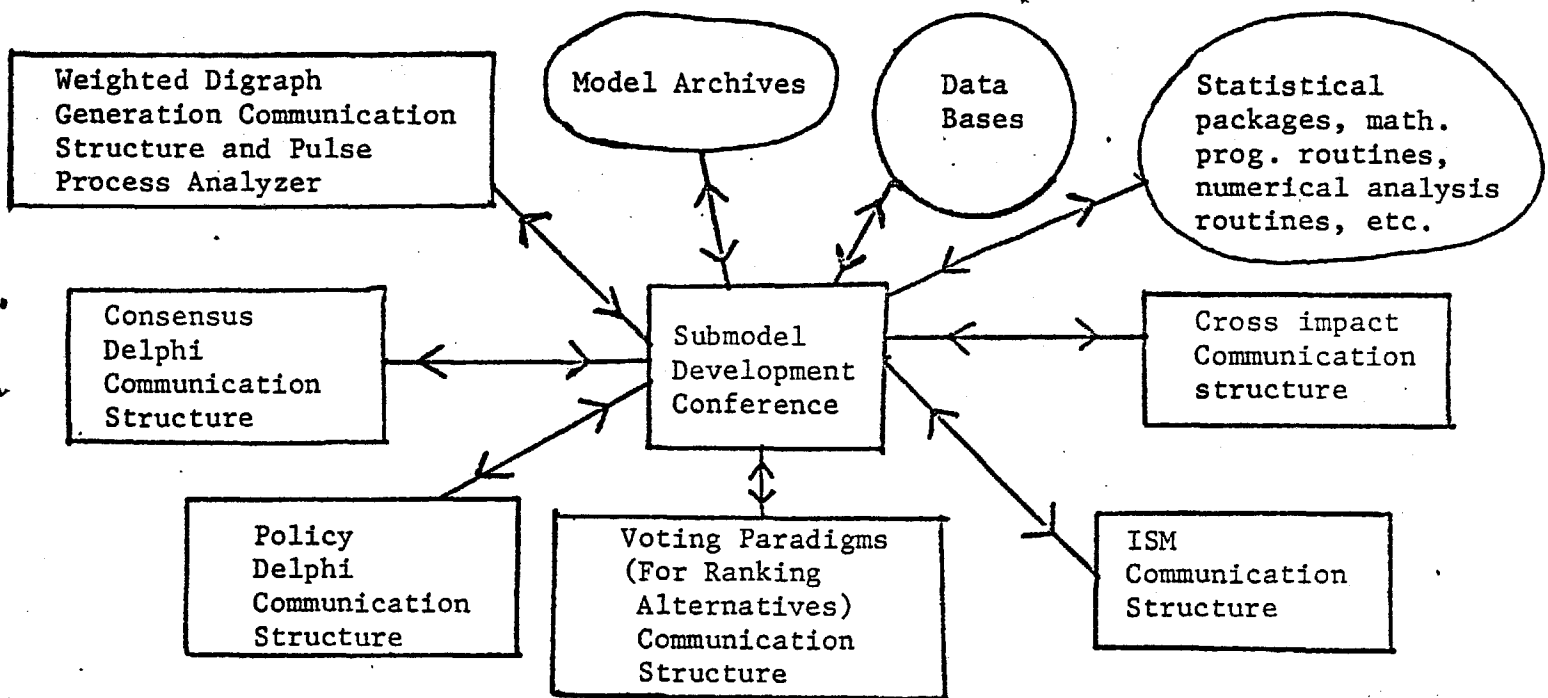 Weighted Digraph
Generation Communication
Structure and Pulse
Process Analyzer
Model Archives
Data
Bases
Statistical
packages, math.
prog. routines,
numerical analysis
routines, etc.
Consensus
Delphi
Communication
Structure
Submodel
Development
Conference
Cross impact
Communication
structure
Policy
Delphi
Communication
Structure
Voting Paradigms
(For Ranking
Alternatives)
Communication
Structure
ISM
Communication
Structure